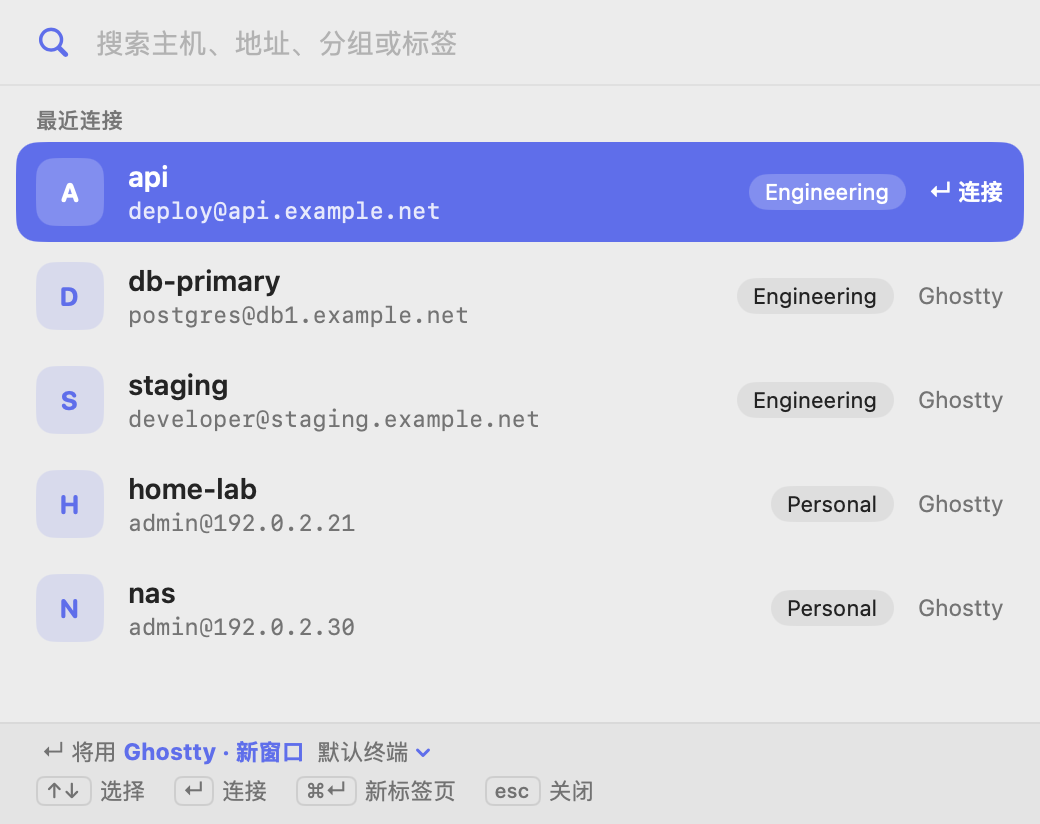 搜索主机、地址、分组或标签
最近连接
A api Engineering ↵ 连接
deploy@api.example.net
D db-primary Engineering Ghostty
postgres@db1.example.net
S staging Engineering Ghostty
developer@staging.example.net
H home-lab Personal Ghostty
admin@192.0.2.21
N nas Personal Ghostty
admin@192.0.2.30
↵ 将用 Ghostty · 新窗口 默认终端
↑↓ 选择 ↵ 连接 ⌘↵ 新标签页 esc 关闭